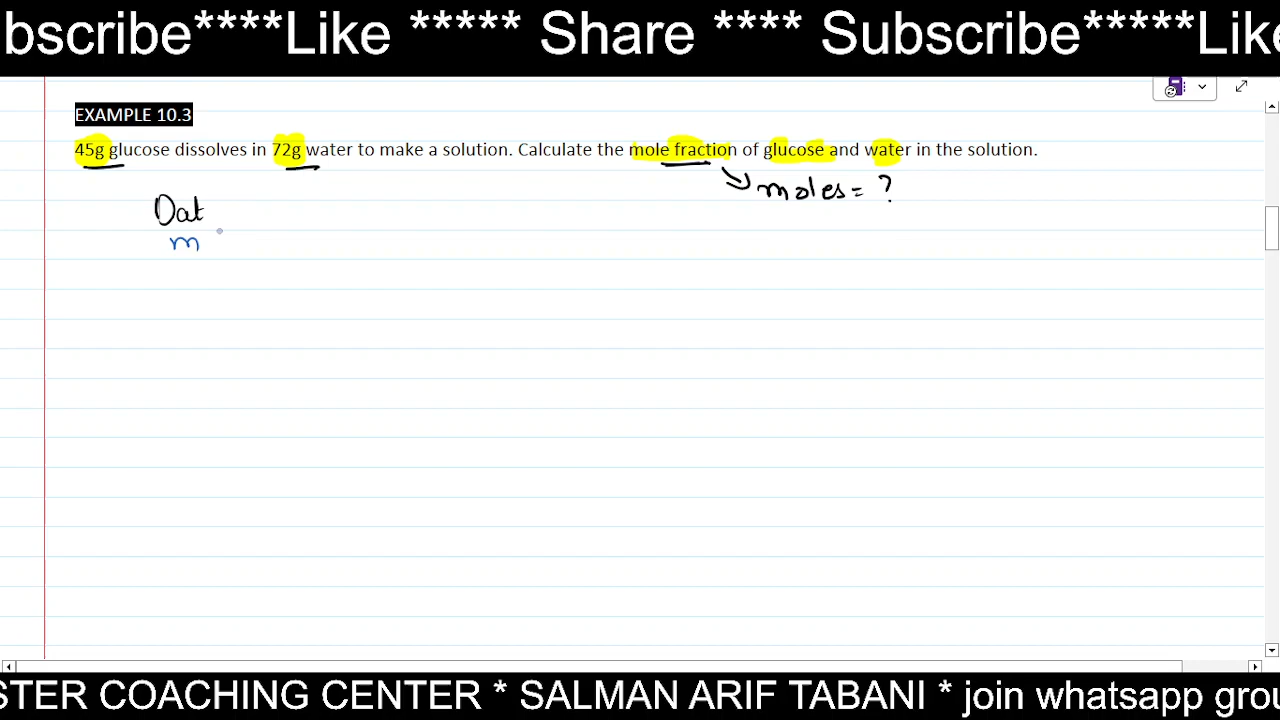 bscribe****Like ***** Share **** Subscribe*****Like
EXAMPLE 10.3
45g glucose dissolves in 72g water to make a solution. Calculate the mole fraction of glucose and water in the solution.
moles = ?
Dat
m
STER COACHING CENTER * SALMAN ARIF TABANI * join whatsapp grou